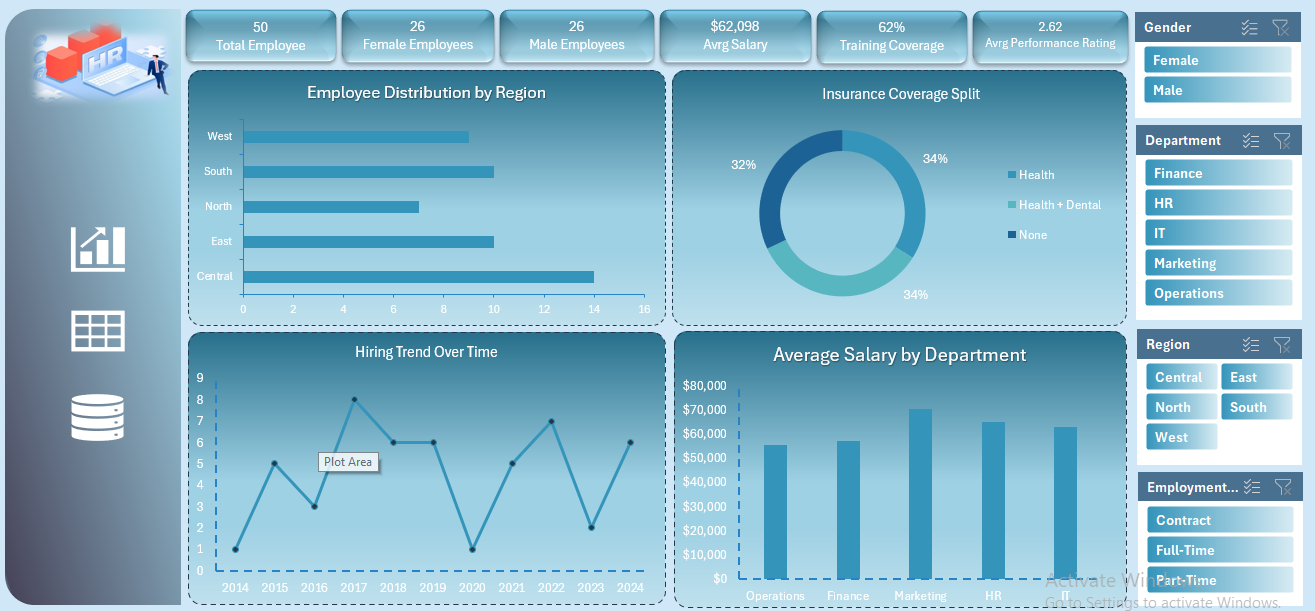 HR
50
Total Employee
26
Female Employees
26
Male Employees
$62,098
Avrg Salary
62%
Training Coverage
2.62
Avrg Performance Rating
Employee Distribution by Region
West
South
North
East
Central
0 2 4 6 8 10 12 14 16
Insurance Coverage Split
32%
34%
34%
Health
Health + Dental
None
Hiring Trend Over Time
9
8
7
6
5
4
3
2
1
0
Plot Area
2014 2015 2016 2017 2018 2019 2020 2021 2022 2023 2024
Average Salary by Department
$80,000
$70,000
$60,000
$50,000
$40,000
$30,000
$20,000
$10,000
$0
Operations Finance Marketing HR IT
Gender
Female
Male
Department
Finance
HR
IT
Marketing
Operations
Region
Central East
North South
West
Employment...
Contract
Full-Time
Part-Time
Activate Windows
Go to Settings to activate Windows.